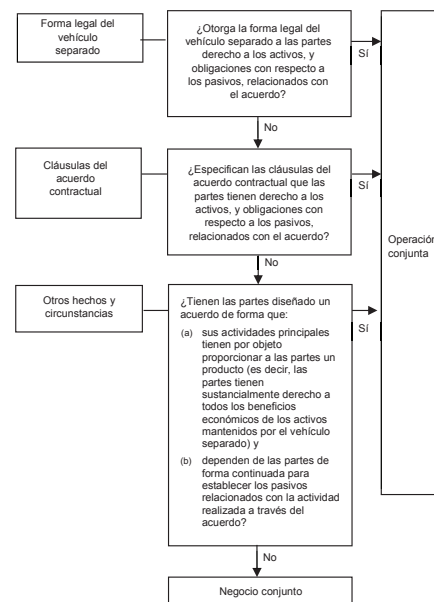 Forma legal del
vehículo
separado
¿Otorga la forma legal del
vehículo separado a las partes
derecho a los activos, y
obligaciones con respecto a
los pasivos, relacionados con
el acuerdo?
Sí
No
Cláusulas del
acuerdo
contractual
¿Especifican las cláusulas del
acuerdo contractual que las
partes tienen derecho a los
activos, y obligaciones con
respecto a los pasivos,
relacionados con el acuerdo?
Sí
Operación
conjunta
No
Otros hechos y
circunstancias
¿Tienen las partes diseñado un
acuerdo de forma que:
(a) sus actividades principales
tienen por objeto
proporcionar a las partes un
producto (es decir, las
partes tienen
sustancialmente derecho a
todos los beneficios
económicos de los activos
mantenidos por el vehículo
separado) y
(b) dependen de las partes de
forma continuada para
establecer los pasivos
relacionados con la actividad
realizada a través del
acuerdo?
Sí
No
Negocio conjunto